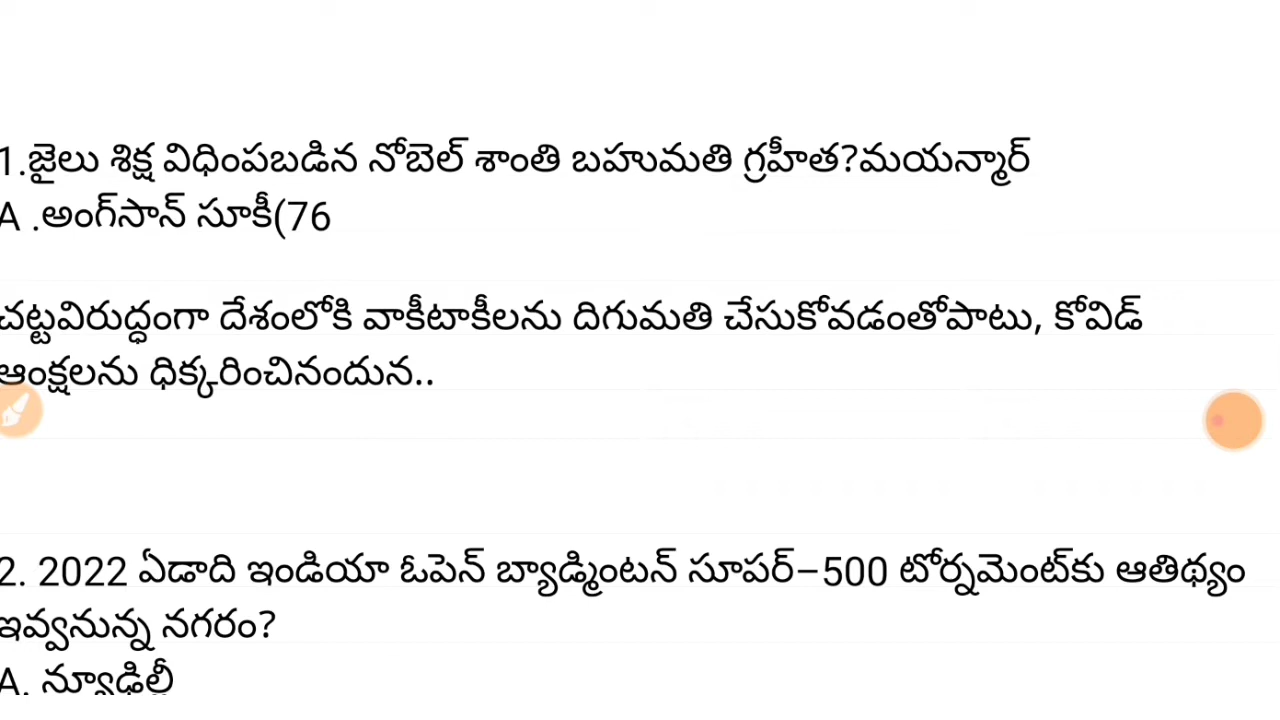 1.జైలు శిక్ష విధింపబడిన నోబెల్ శాంతి బహుమతి గ్రహీత?మయన్మార్
A .అంగ్‌సాన్ సూకీ(76
చట్టవిరుద్ధంగా దేశంలోకి వాకీటాకీలను దిగుమతి చేసుకోవడంతోపాటు, కోవిడ్
ఆంక్షలను ధిక్కరించినందున..
2. 2022 ఏడాది ఇండియా ఓపెన్ బ్యాడ్మింటన్ సూపర్–500 టోర్నమెంట్‌కు ఆతిథ్యం
ఇవ్వనున్న నగరం?
A. న్యూఢిల్లీ